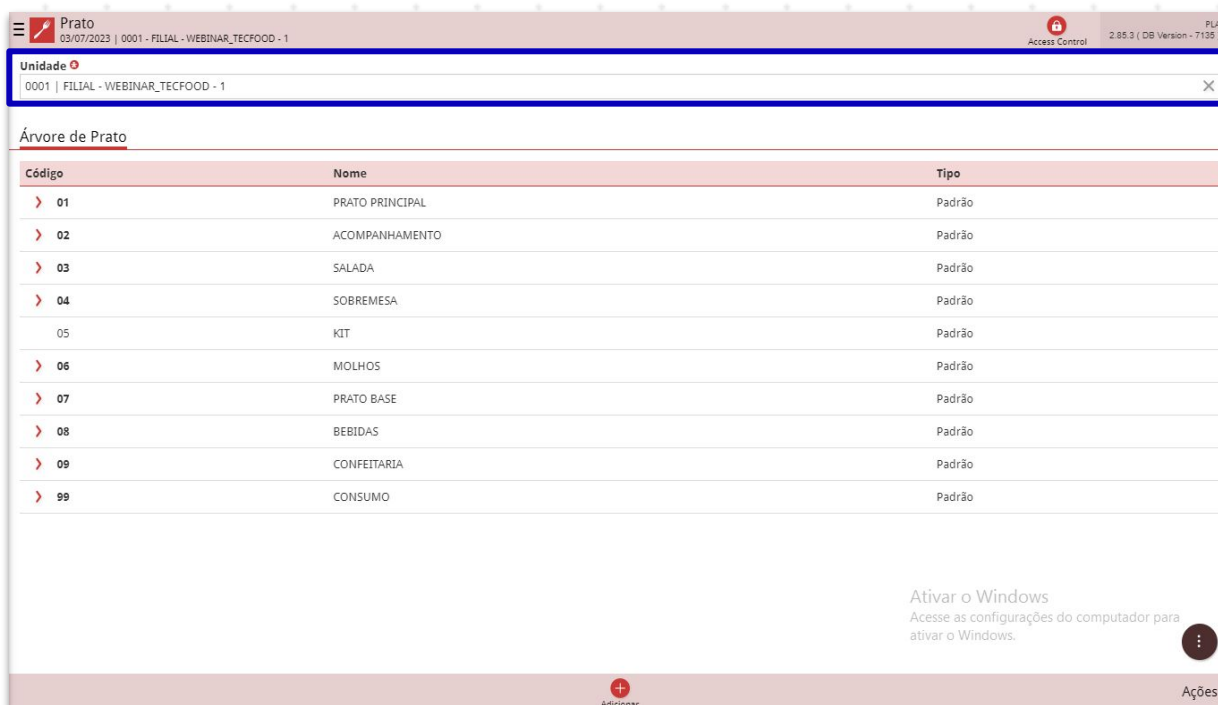 Prato
03/07/2023 | 0001 - FILIAL - WEBINAR_TECFOOD - 1
Access Control
2.85.3 ( DB Version - 7135
Unidade
0001 | FILIAL - WEBINAR_TECFOOD - 1
Árvore de Prato
Código Nome Tipo
01 PRATO PRINCIPAL Padrão
02 ACOMPANHAMENTO Padrão
03 SALADA Padrão
04 SOBREMESA Padrão
05 KIT Padrão
06 MOLHOS Padrão
07 PRATO BASE Padrão
08 BEBIDAS Padrão
09 CONFEITARIA Padrão
99 CONSUMO Padrão
Ativar o Windows
Acesse as configurações do computador para
ativar o Windows.
Adicionar
Ações